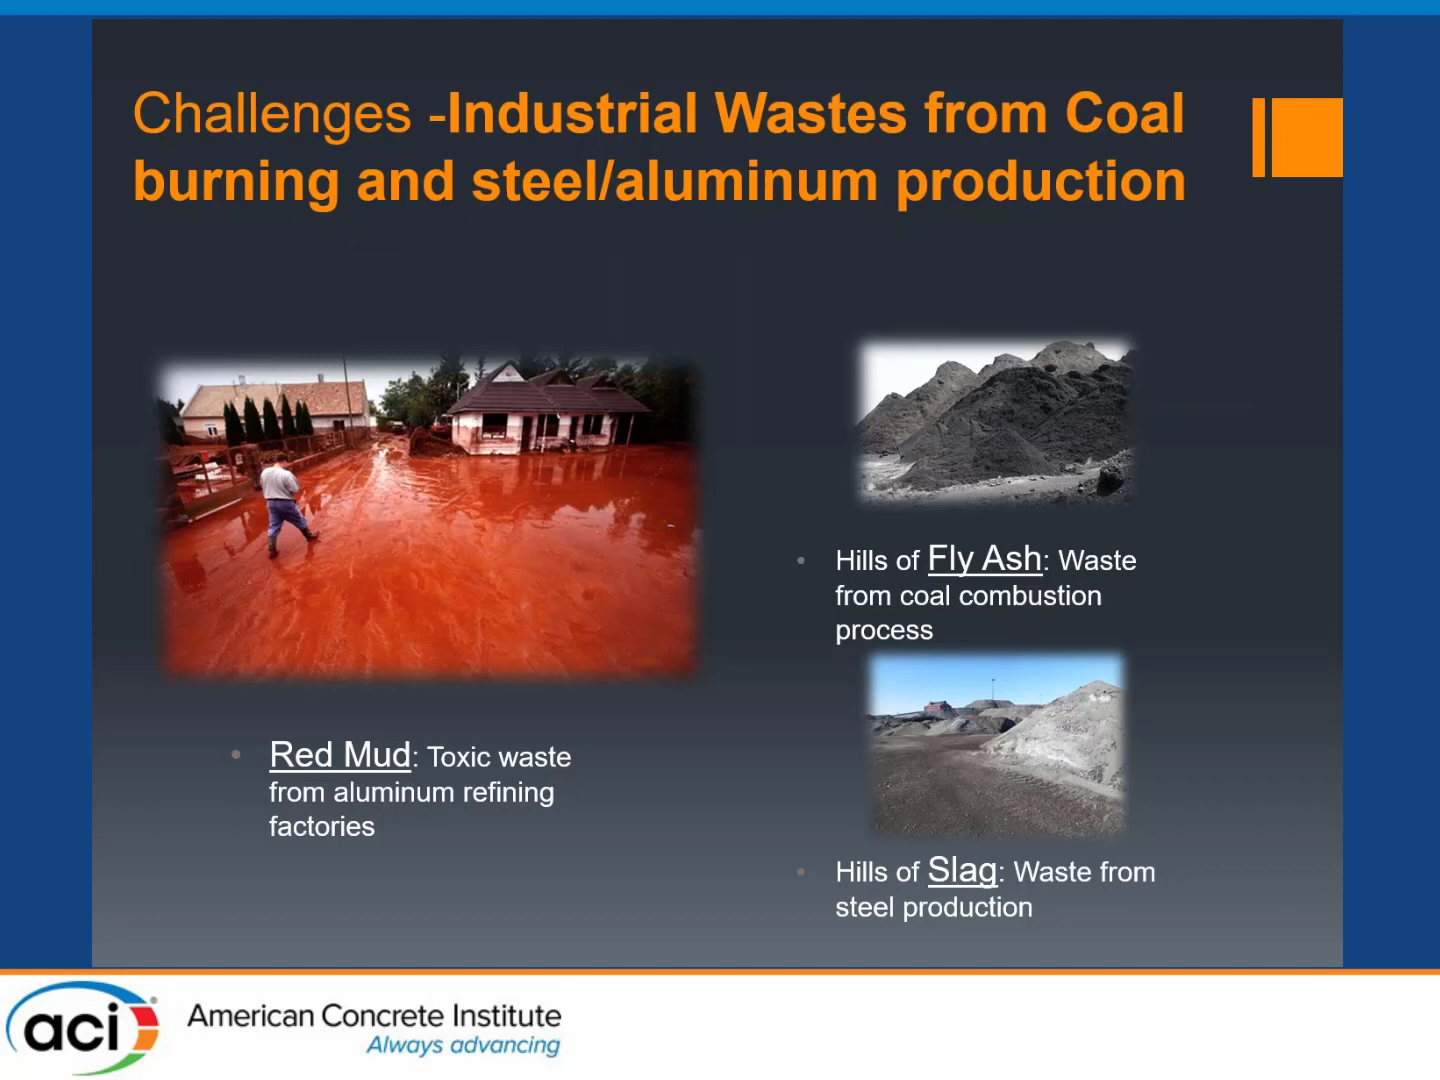 Challenges -Industrial Wastes from Coal
burning and steel/aluminum production
• Red Mud: Toxic waste
from aluminum refining
factories
• Hills of Fly Ash: Waste
from coal combustion
process
• Hills of Slag: Waste from
steel production
aci®
American Concrete Institute
Always advancing